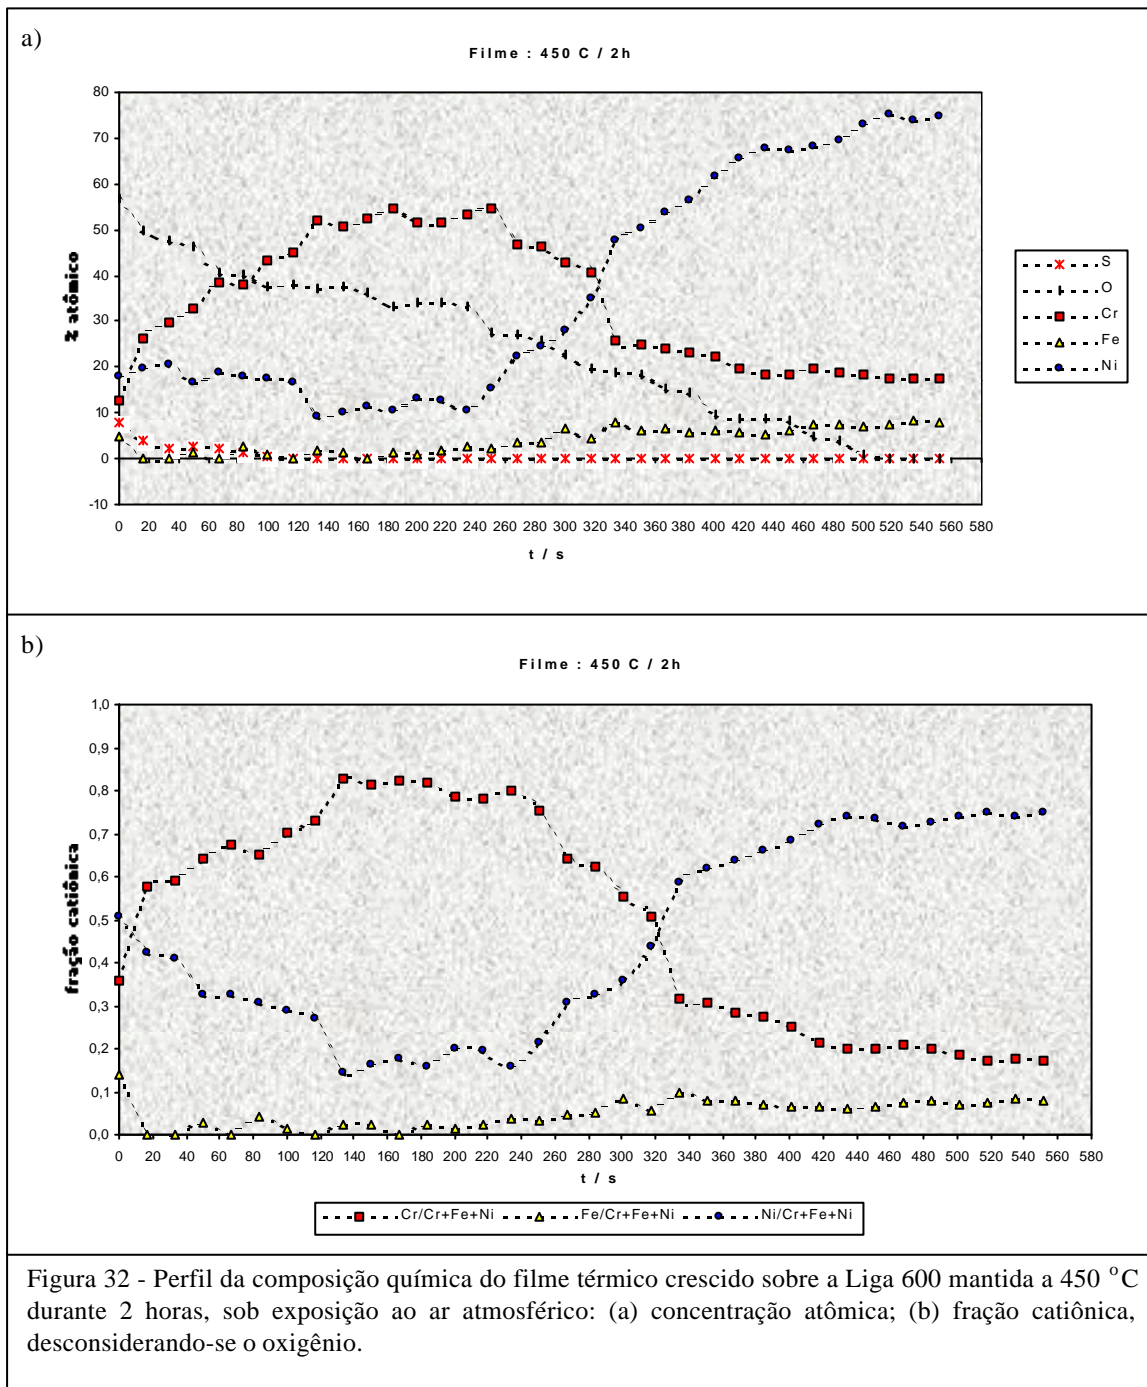 a)
Filme : 450 C / 2h
80
70
60
50
40
30
20
10
0
-10
% atômico
0 20 40 60 80 100 120 140 160 180 200 220 240 260 280 300 320 340 360 380 400 420 440 460 480 500 520 540 560 580
t / s
S
O
Cr
Fe
Ni
b)
Filme : 450 C / 2h
1,0
0,9
0,8
0,7
0,6
0,5
0,4
0,3
0,2
0,1
0,0
fração catiônica
0 20 40 60 80 100 120 140 160 180 200 220 240 260 280 300 320 340 360 380 400 420 440 460 480 500 520 540 560 580
t / s
Cr/Cr+Fe+Ni Fe/Cr+Fe+Ni Ni/Cr+Fe+Ni
Figura 32 - Perfil da composição química do filme térmico crescido sobre a Liga 600 mantida a 450 °C
durante 2 horas, sob exposição ao ar atmosférico: (a) concentração atômica; (b) fração catiônica,
desconsiderando-se o oxigênio.